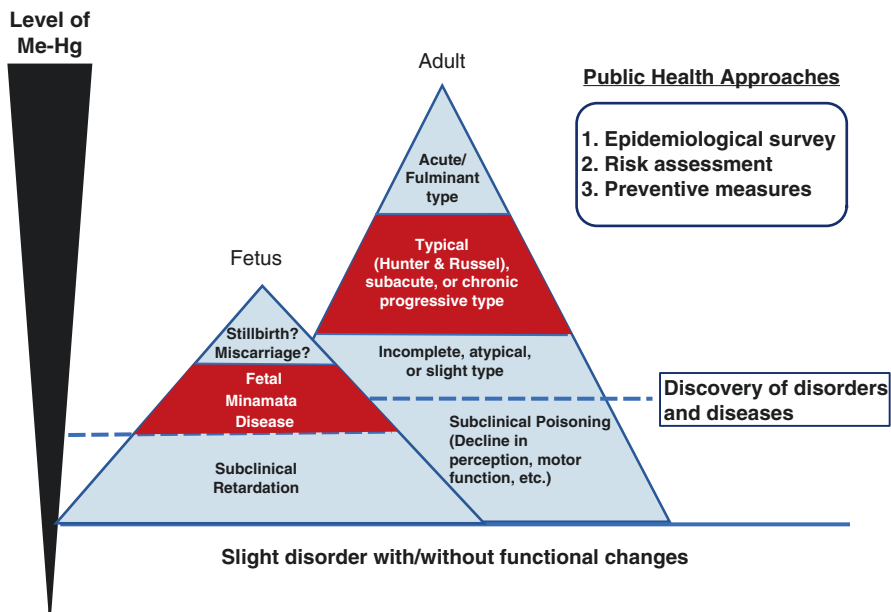 Level of
Me-Hg
Adult
Public Health Approaches
1. Epidemiological survey
2. Risk assessment
3. Preventive measures
Acute/
Fulminant
type
Typical
(Hunter & Russel),
subacute, or chronic
progressive type
Incomplete, atypical,
or slight type
Subclinical Poisoning
(Decline in
perception, motor
function, etc.)
Fetus
Stillbirth?
Miscarriage?
Fetal
Minamata
Disease
Subclinical
Retardation
Discovery of disorders
and diseases
Slight disorder with/without functional changes